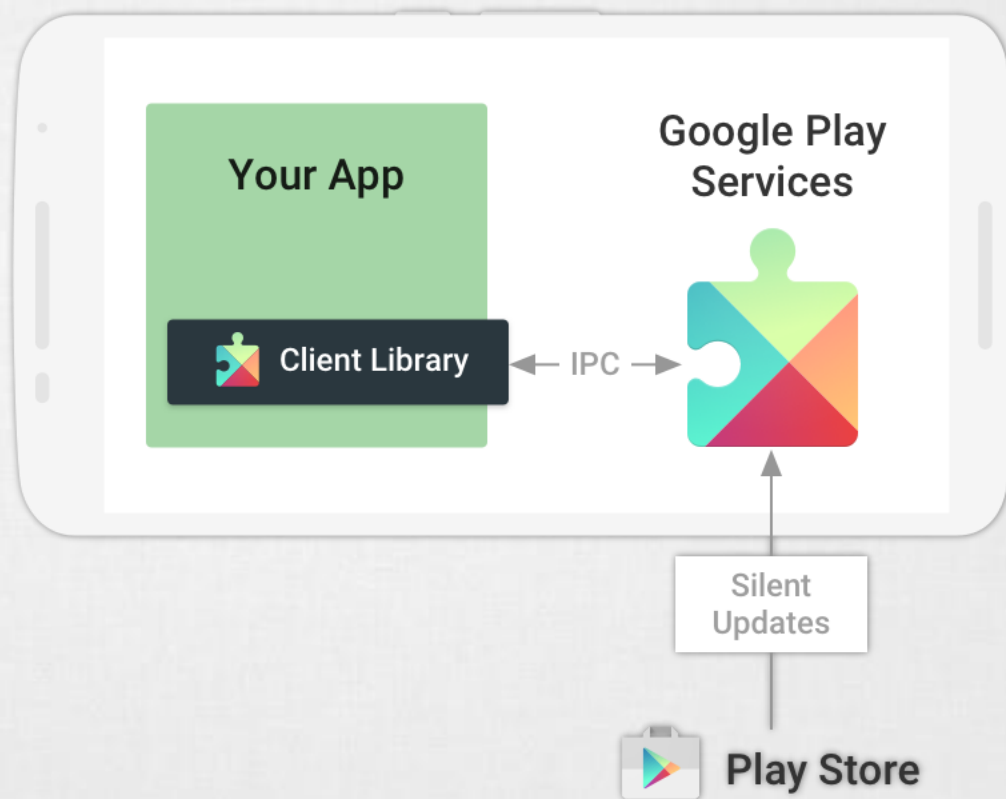 Your App
Google Play
Services
Client Library
IPC
Silent
Updates
Play Store